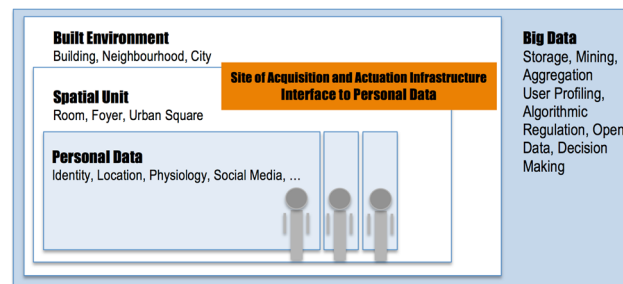 Built Environment
Building, Neighbourhood, City
Site of Acquisition and Actuation Infrastructure
Interface to Personal Data
Spatial Unit
Room, Foyer, Urban Square
Personal Data
Identity, Location, Physiology, Social Media, ...
Big Data
Storage, Mining,
Aggregation
User Profiling,
Algorithmic
Regulation, Open
Data, Decision
Making